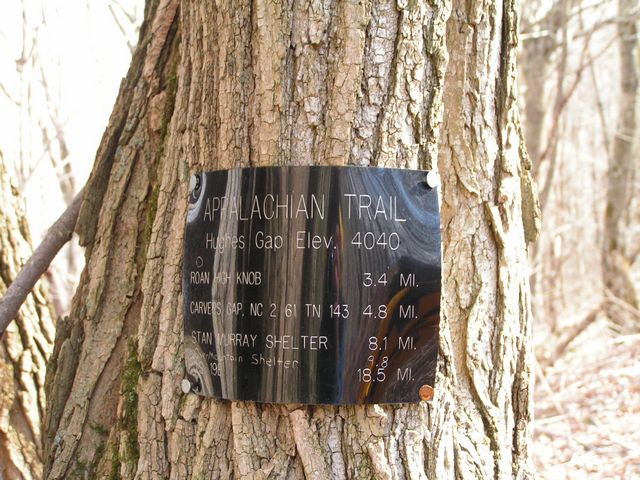 APPALACHIAN TRAIL
Hughes Gap Elev. 4040
ROAN HIGH KNOB 3.4 MI.
CARVERS GAP, NC 261 TN 143 4.8 MI.
STAN MURRAY SHELTER 8.1 MI.
Mountain Shelter 9.8
18.5 MI.